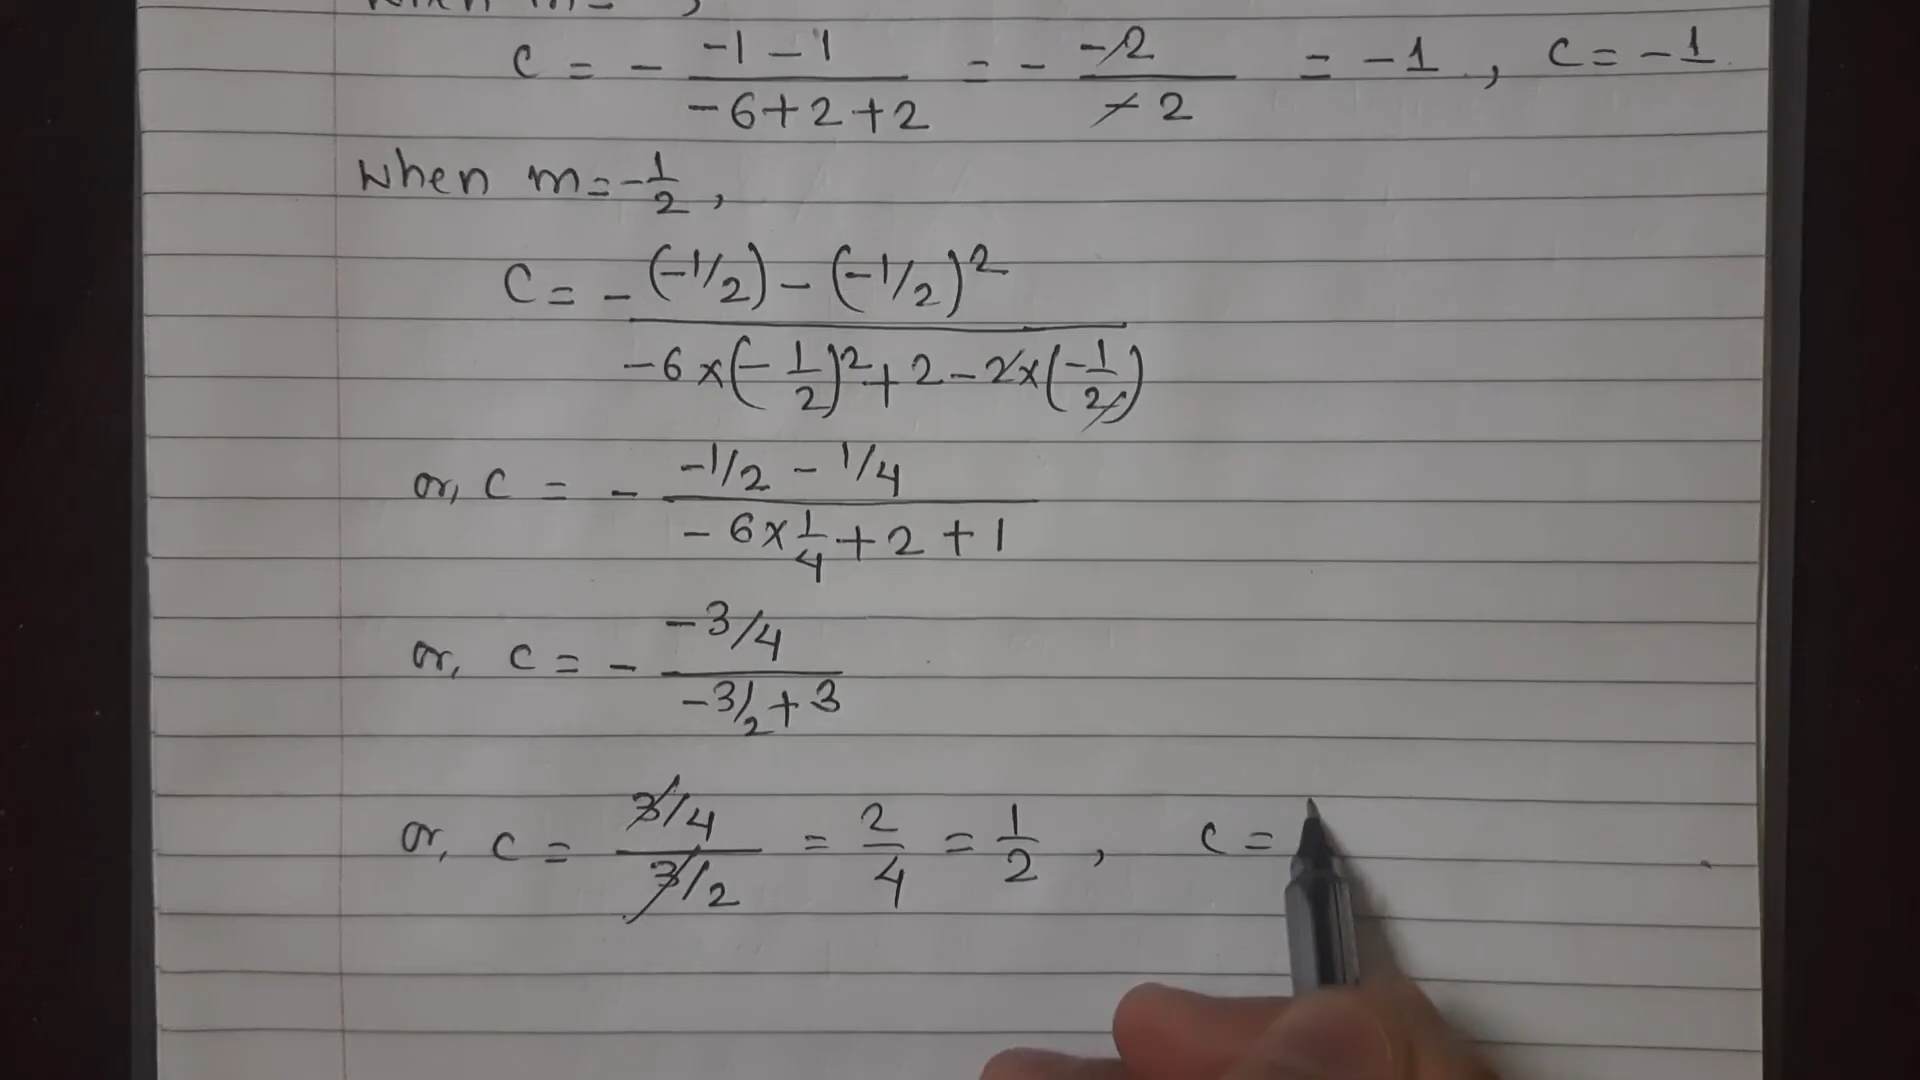 C = - (-1 - 1)/(-6+2+2) = - (-2)/(-2) = -1, C = -1
When m = -1/2,
C = - ((-1/2) - (-1/2)^2)/(-6×(-1/2)^2 + 2 - 2×(-1/2))
or, C = - (-1/2 - 1/4)/(-6×1/4 + 2 + 1)
or, C = - (-3/4)/(-3/2 + 3)
or, C = (3/4)/(3/2) = 2/4 = 1/2, C =